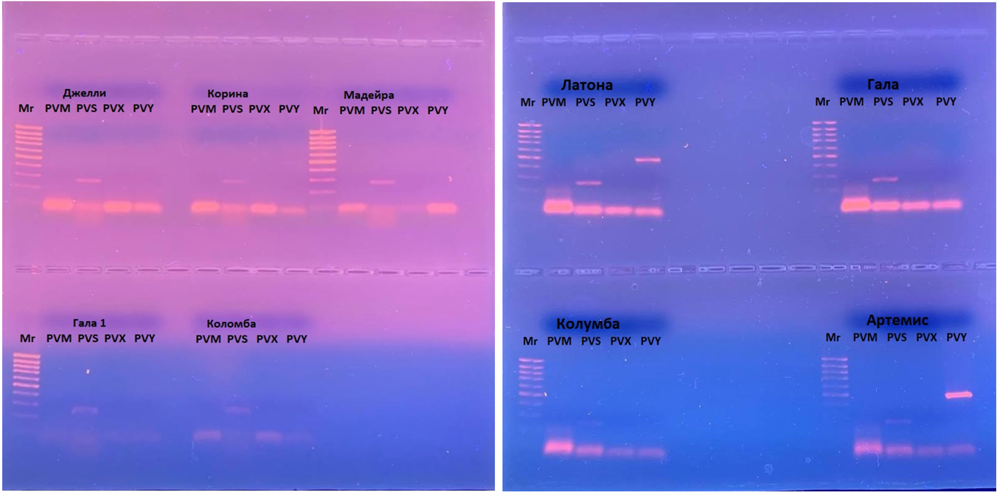 Джелли
Mr PVM PVS PVX PVY
Корина
PVM PVS PVX PVY
Мадейра
Mr PVM PVS PVX PVY
Гала 1
Mr PVM PVS PVX PVY
Коломба
PVM PVS PVX PVY
Латона
Mr PVM PVS PVX PVY
Гала
Mr PVM PVS PVX PVY
Колумба
Mr PVM PVS PVX PVY
Артемис
Mr PVM PVS PVX PVY